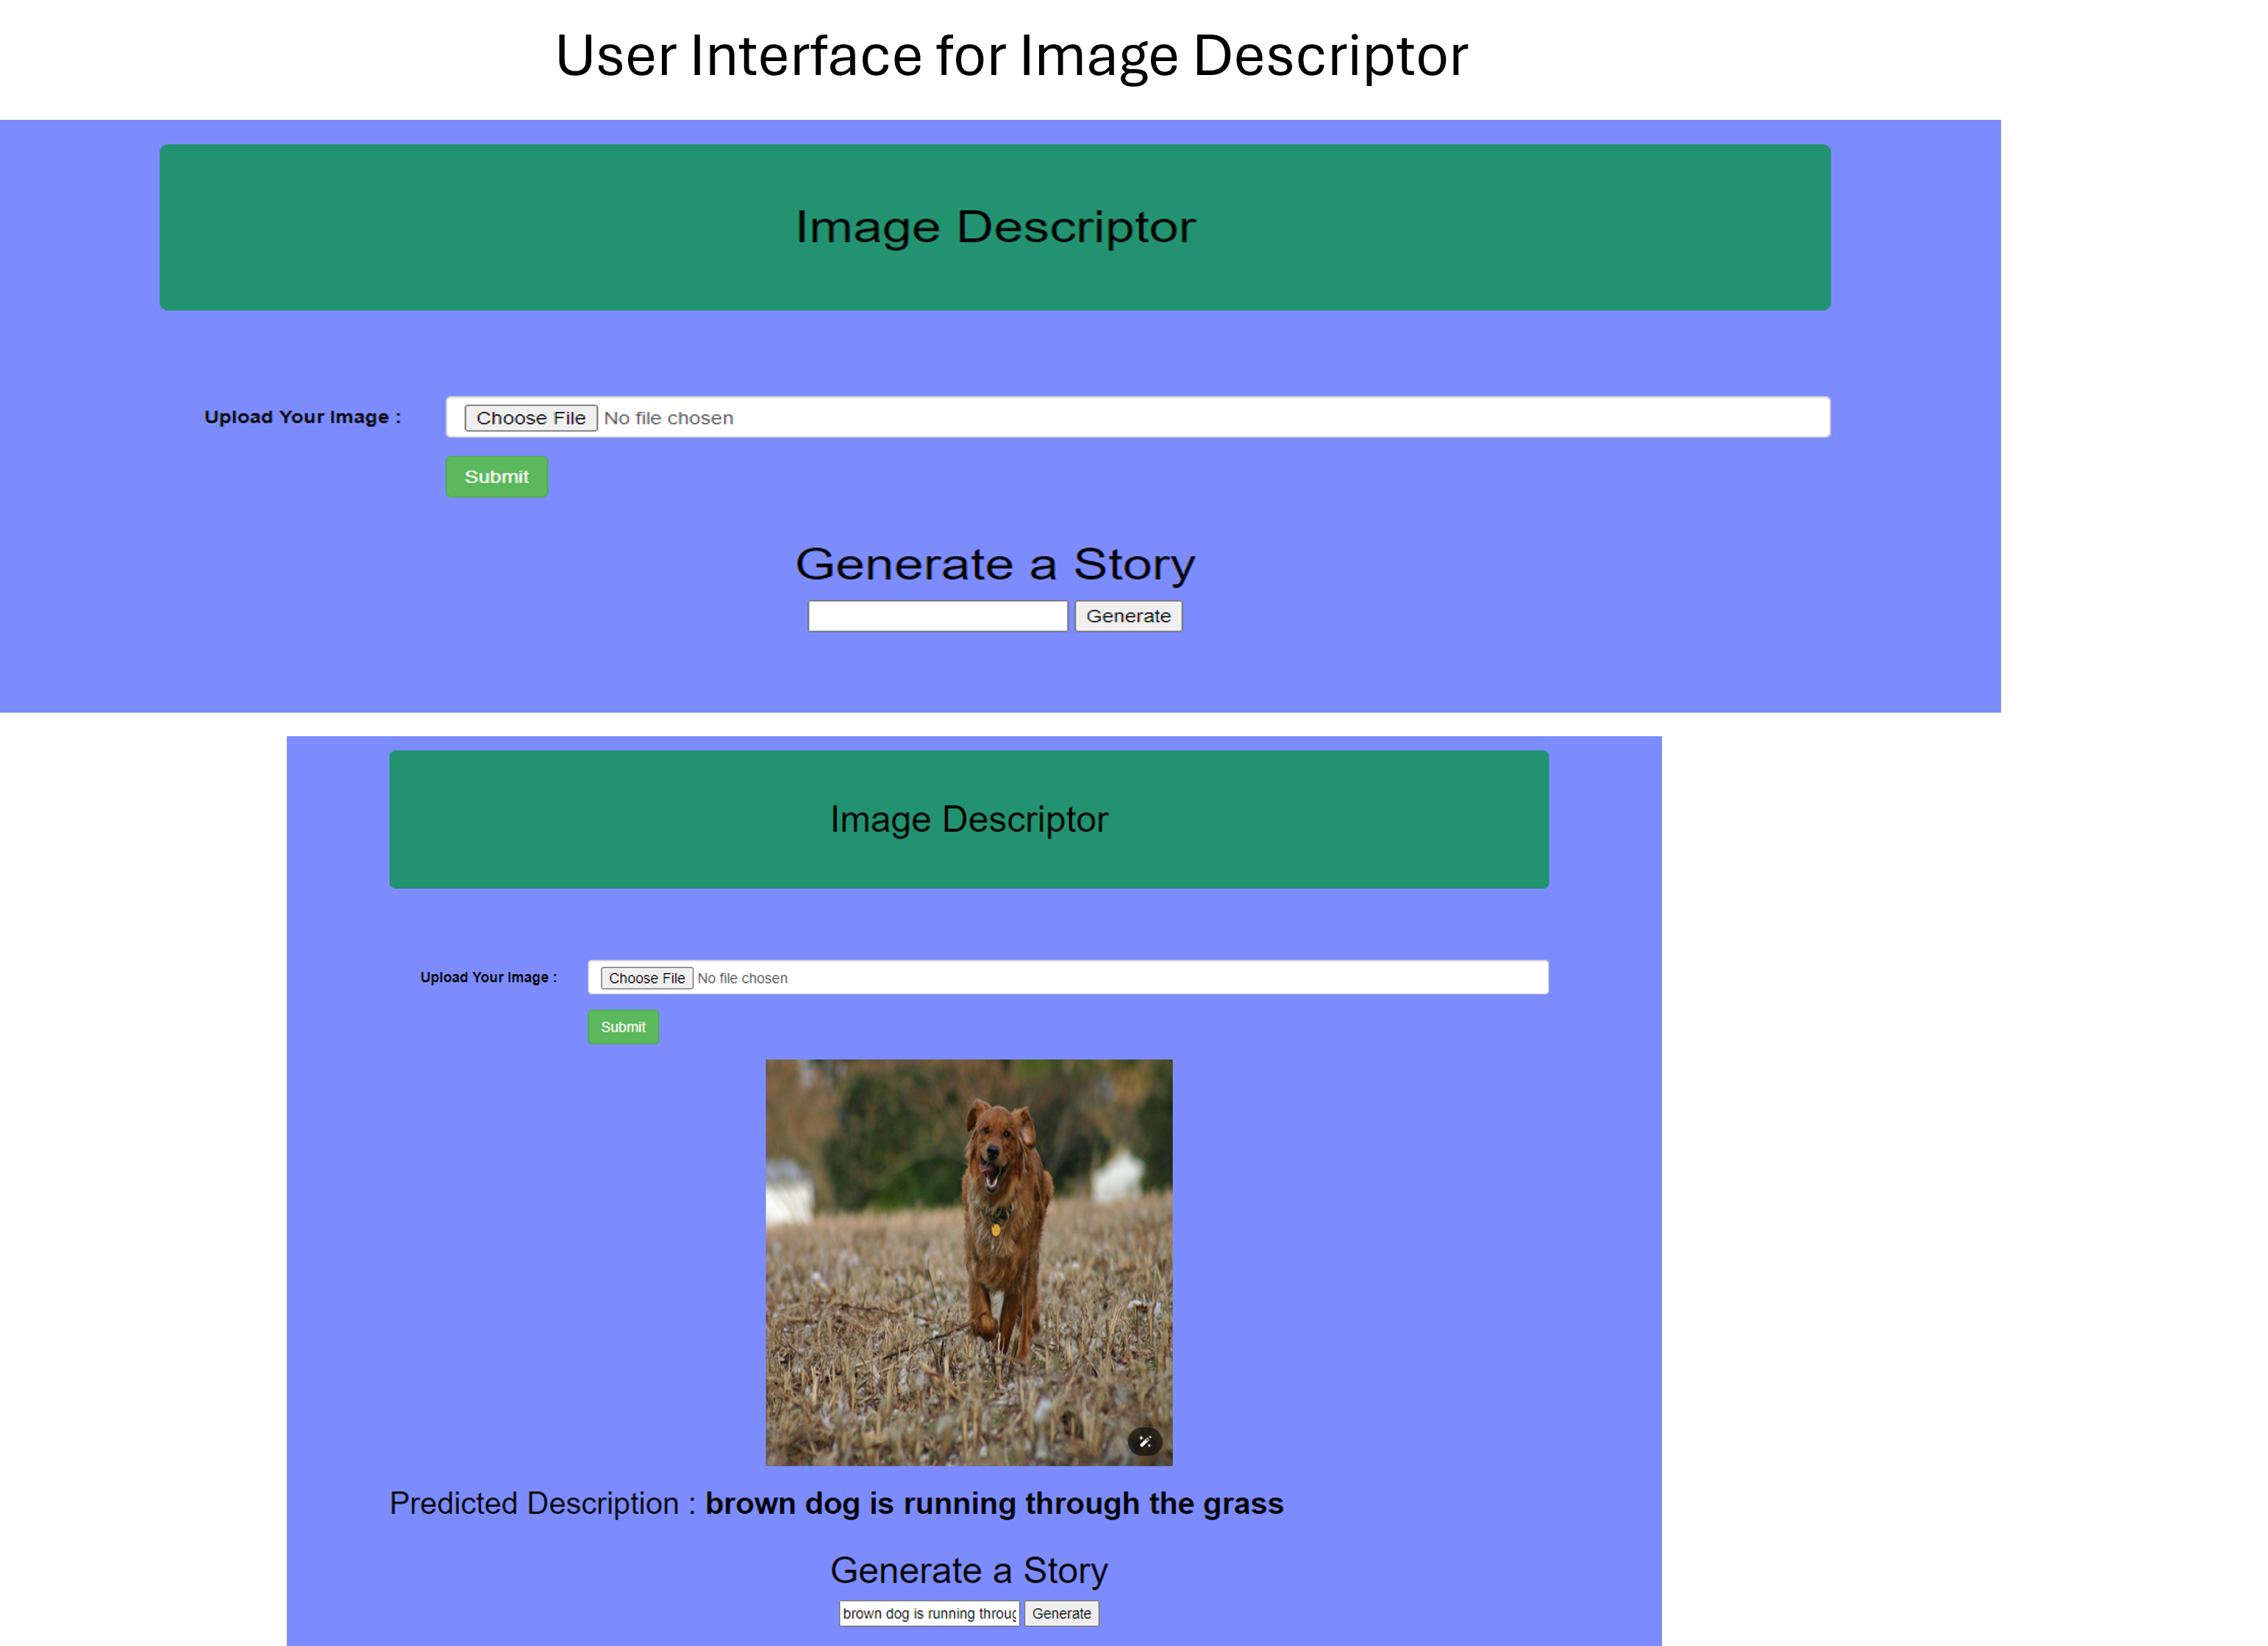 User Interface for Image Descriptor
Image Descriptor
Upload Your Image : Choose File No file chosen
Submit
Generate a Story
Generate
Image Descriptor
Upload Your Image : Choose File No file chosen
Submit
Predicted Description : brown dog is running through the grass
Generate a Story
brown dog is running throug Generate